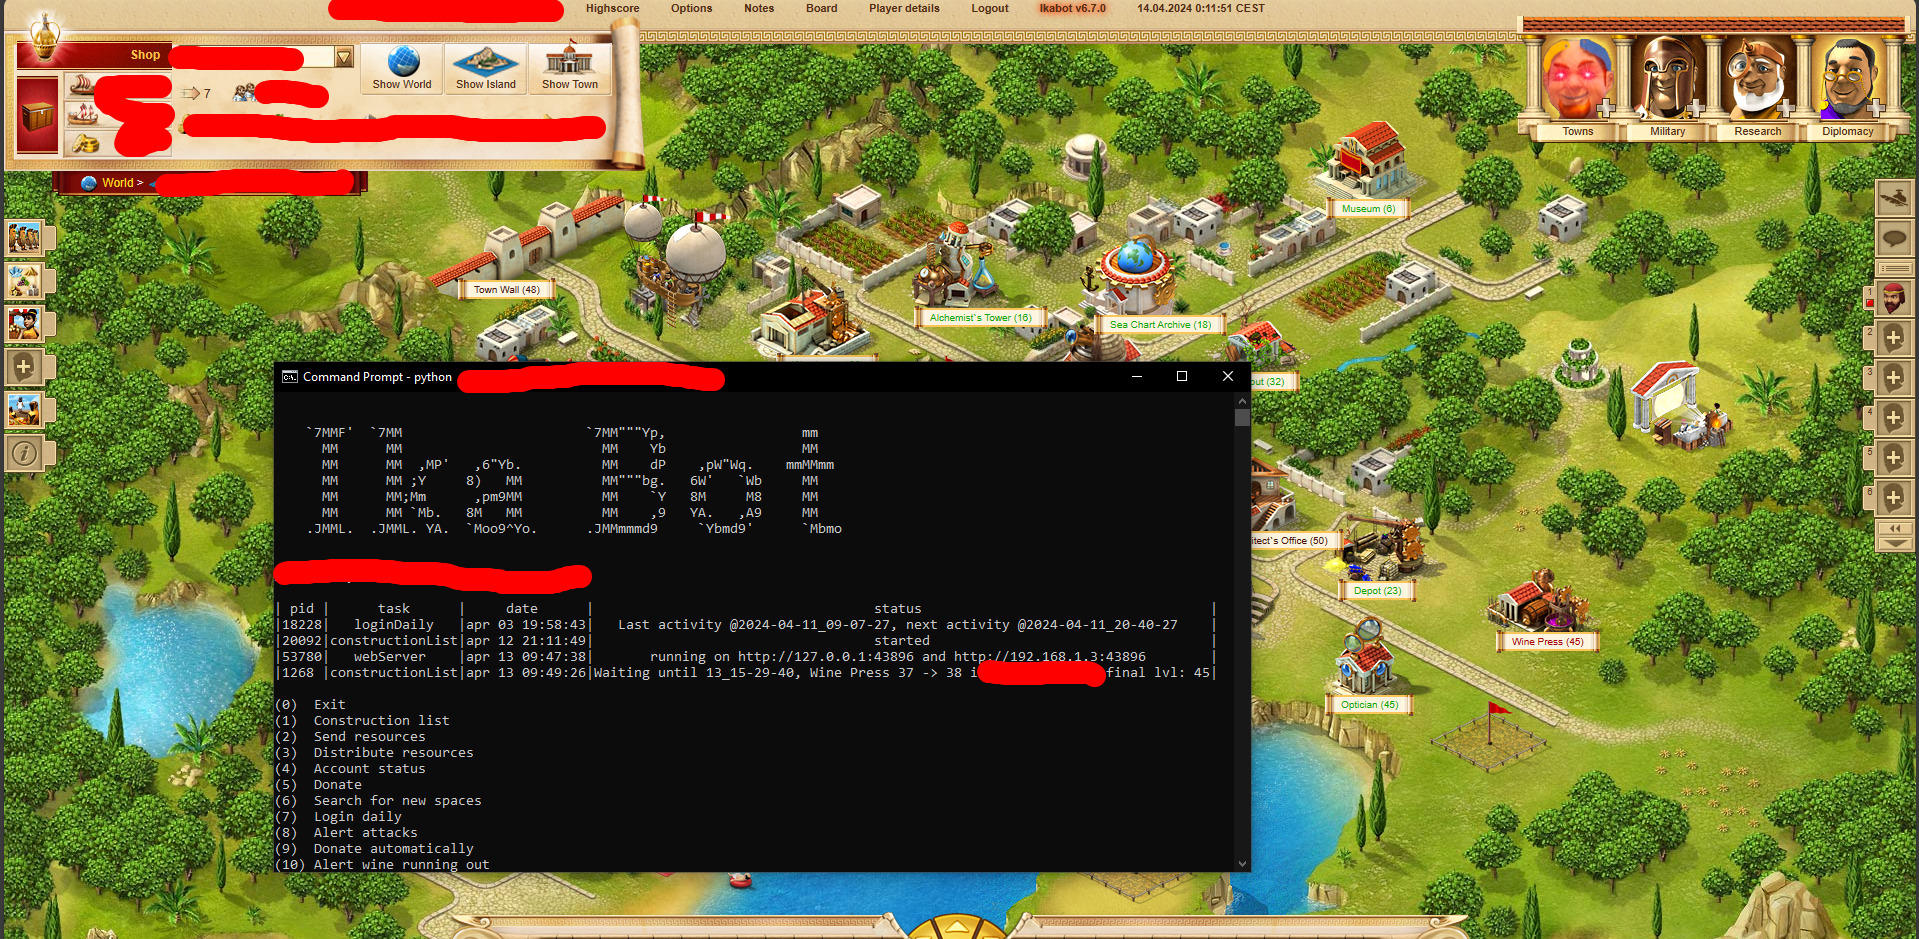 Highscore Options Notes Board Player details Logout Ikabot v6.7.0 14.04.2024 0:11:51 CEST
Shop
Show World Show Island Show Town
7
World >
Towns Military Research Diplomacy
Museum (6)
Town Wall (48)
Alchemist`s Tower (16)
Sea Chart Archive (18)
out (32)
itect`s Office (50)
Depot (23)
Wine Press (45)
Optician (45)
1
2
3
4
5
6
Command Prompt - python
`7MMF'  `7MM                       `7MM"""Yp,                 mm
  MM      MM                         MM    Yb                 MM
  MM      MM  ,MP'   ,6"Yb.          MM    dP    ,pW"Wq.    mmMMmm
  MM      MM ;Y     8)   MM          MM"""bg.   6W'   `Wb     MM
  MM      MM;Mm      ,pm9MM          MM    `Y   8M     M8     MM
  MM      MM `Mb.   8M   MM          MM    ,9   YA.   ,A9     MM
.JMML.  .JMML. YA.  `Moo9^Yo.      .JMMmmmd9     `Ybmd9'      `Mbmo
| pid | task | date | status |
|18228| loginDaily |apr 03 19:58:43| Last activity @2024-04-11_09-07-27, next activity @2024-04-11_20-40-27 |
|20092|constructionList|apr 12 21:11:49| started |
|53780| webServer |apr 13 09:47:38| running on http://127.0.0.1:43896 and http://192.168.1.3:43896 |
|1268 |constructionList|apr 13 09:49:26|Waiting until 13_15-29-40, Wine Press 37 -> 38 i final lvl: 45|
(0) Exit
(1) Construction list
(2) Send resources
(3) Distribute resources
(4) Account status
(5) Donate
(6) Search for new spaces
(7) Login daily
(8) Alert attacks
(9) Donate automatically
(10) Alert wine running out